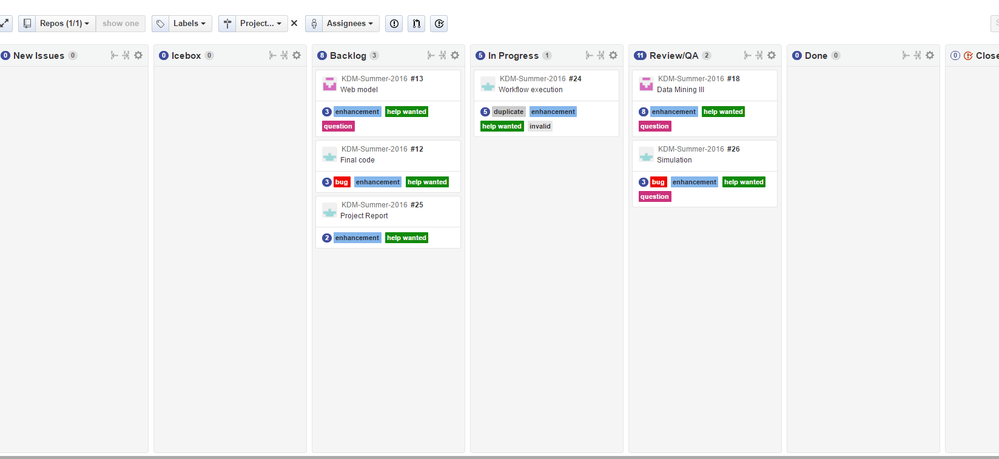 Repos (1/1) show one Labels Project... × Assignees
0 New Issues 0
0 Icebox 0
8 Backlog 3
KDM-Summer-2016 #13
Web model
3 enhancement help wanted
question
KDM-Summer-2016 #12
Final code
3 bug enhancement help wanted
KDM-Summer-2016 #25
Project Report
2 enhancement help wanted
5 In Progress 1
KDM-Summer-2016 #24
Workflow execution
5 duplicate enhancement
help wanted invalid
11 Review/QA 2
KDM-Summer-2016 #18
Data Mining III
8 enhancement help wanted
question
KDM-Summer-2016 #26
Simulation
3 bug enhancement help wanted
question
0 Done 0
0 Close